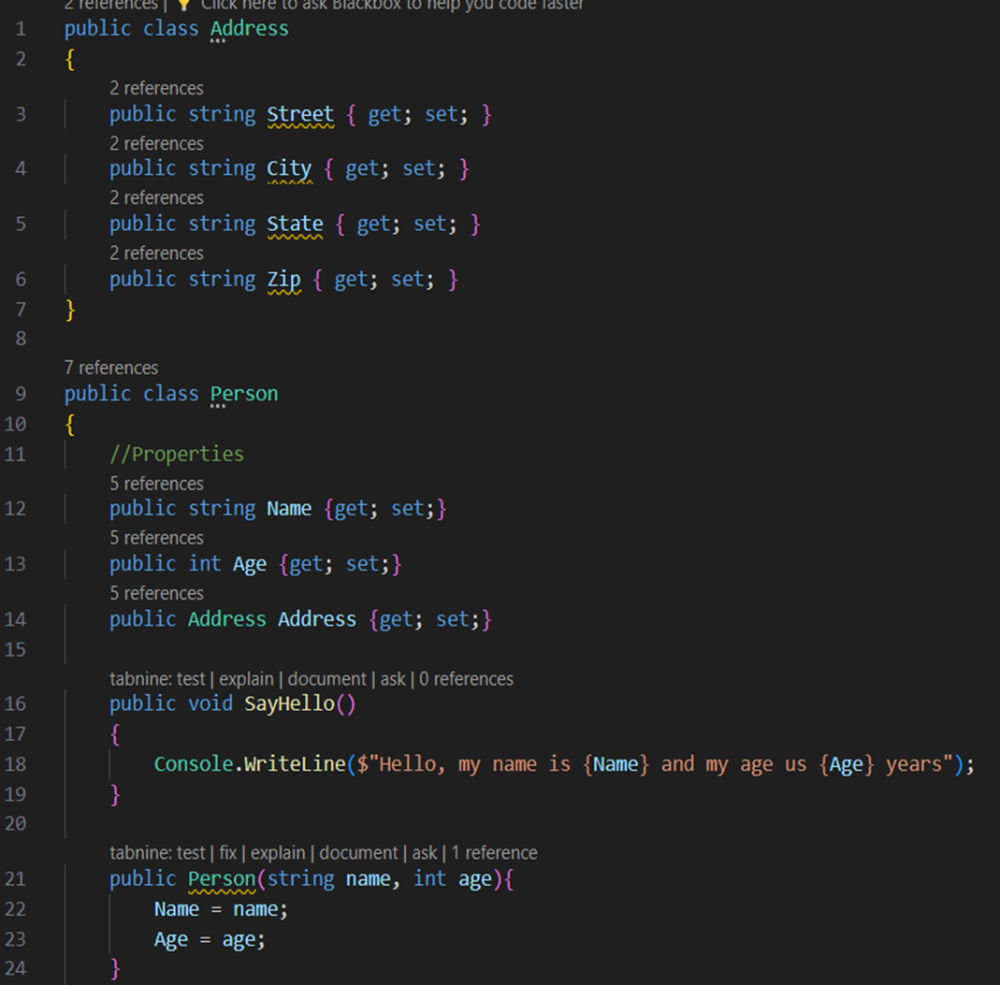 2 references | Click here to ask Blackbox to help you code faster
1 public class Address
2 {
2 references
3 public string Street { get; set; }
2 references
4 public string City { get; set; }
2 references
5 public string State { get; set; }
2 references
6 public string Zip { get; set; }
7 }
8
7 references
9 public class Person
10 {
11 //Properties
5 references
12 public string Name {get; set;}
5 references
13 public int Age {get; set;}
5 references
14 public Address Address {get; set;}
15
tabnine: test | explain | document | ask | 0 references
16 public void SayHello()
17 {
18 Console.WriteLine($"Hello, my name is {Name} and my age us {Age} years");
19 }
20
tabnine: test | fix | explain | document | ask | 1 reference
21 public Person(string name, int age){
22 Name = name;
23 Age = age;
24 }